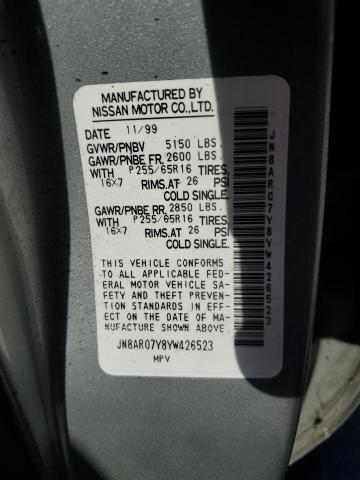 MANUFACTURED BY
NISSAN MOTOR CO., LTD.
DATE 11/99
GVWR/PNBV 5150 LBS.
GAWR/PNBE FR. 2600 LBS.
WITH P255/65R16 TIRES,
16X7 RIMS, AT 26 PSI
COLD SINGLE.
GAWR/PNBE RR. 2850 LBS.
WITH P255/65R16 TIRES,
16X7 RIMS, AT 26 PSI
COLD SINGLE.
THIS VEHICLE CONFORMS
TO ALL APPLICABLE FED-
ERAL MOTOR VEHICLE SA-
FETY AND THEFT PREVEN-
TION STANDARDS IN EFF-
ECT ON THE DATE OF MA-
NUFACTURE SHOWN ABOVE.
JN8AR07Y8YW426523
MPV
JN8AR07Y8YW426523